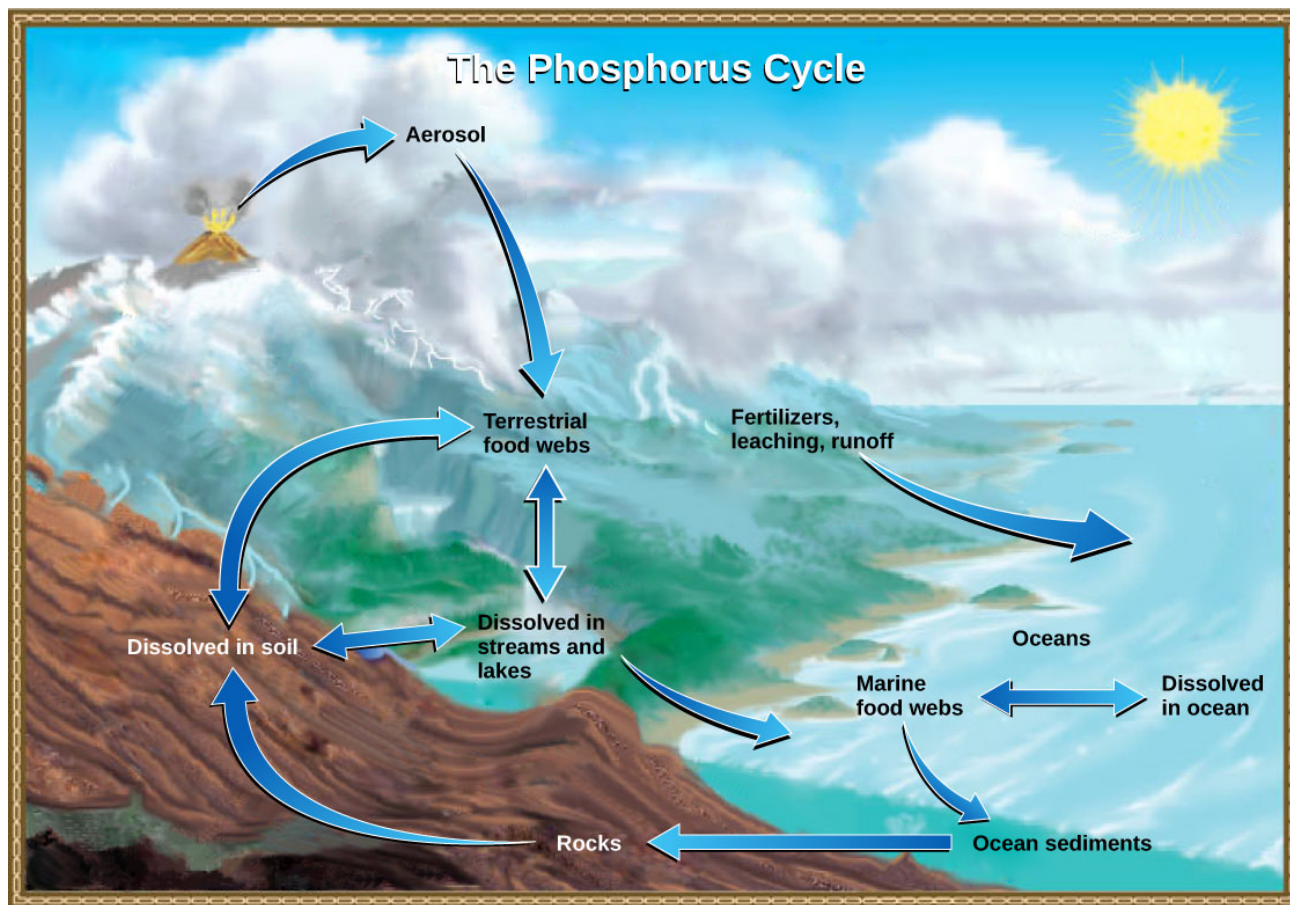 The Phosphorus Cycle
Aerosol
Terrestrial
food webs
Fertilizers,
leaching, runoff
Dissolved in soil
Dissolved in
streams and
lakes
Oceans
Marine
food webs
Dissolved
in ocean
Rocks
Ocean sediments